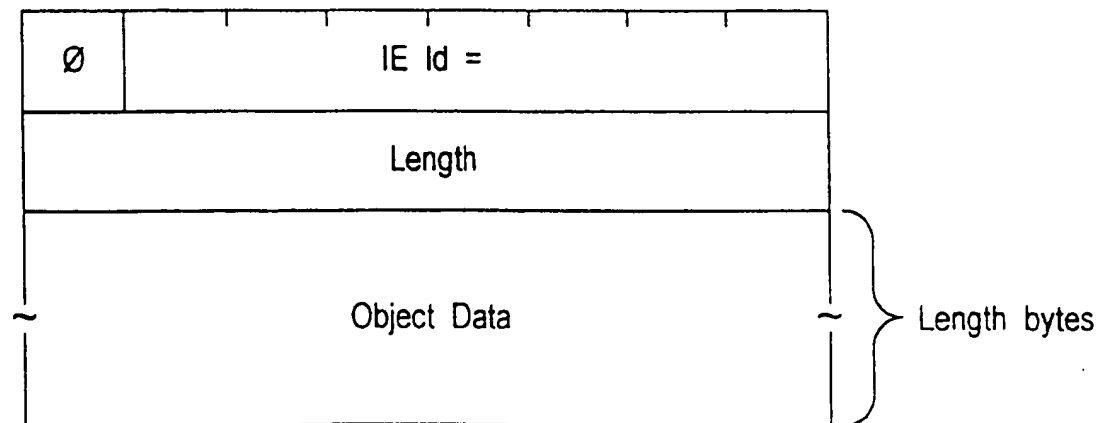 Ø IE Id =
Length
Object Data
Length bytes